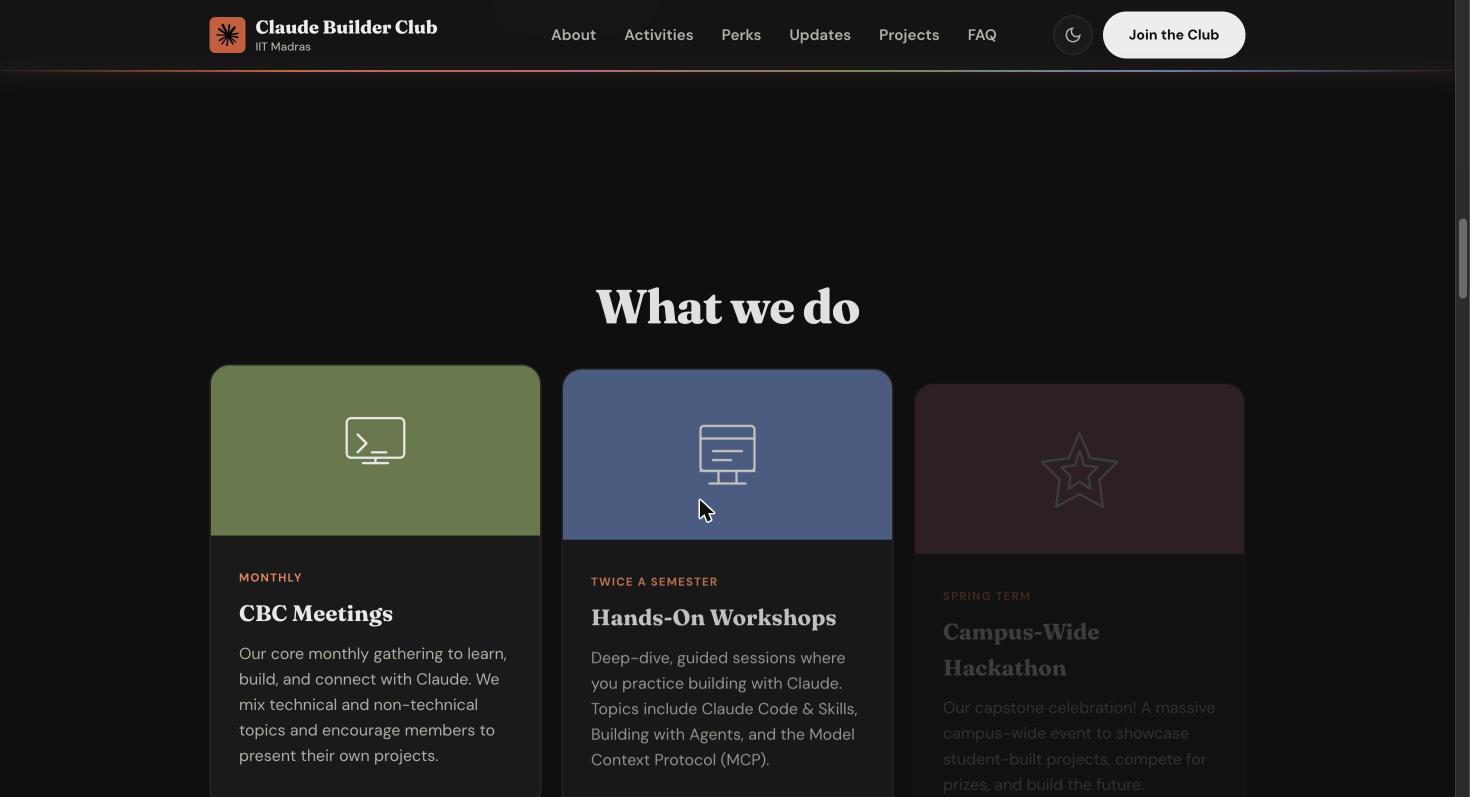 Claude Builder Club
IIT Madras
About
Activities
Perks
Updates
Projects
FAQ
Join the Club
What we do
MONTHLY
CBC Meetings
Our core monthly gathering to learn,
build, and connect with Claude. We
mix technical and non-technical
topics and encourage members to
present their own projects.
TWICE A SEMESTER
Hands-On Workshops
Deep-dive, guided sessions where
you practice building with Claude.
Topics include Claude Code & Skills,
Building with Agents, and the Model
Context Protocol (MCP).
SPRING TERM
Campus-Wide
Hackathon
Our capstone celebration! A massive
campus-wide event to showcase
student-built projects, compete for
prizes, and build the future.